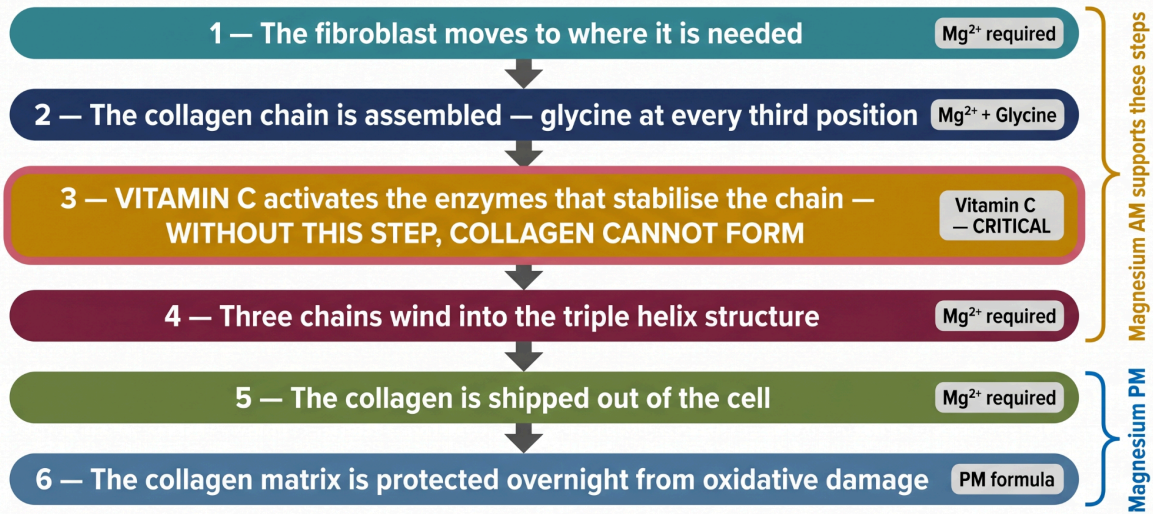 1 — The fibroblast moves to where it is needed
Mg²⁺ required
2 — The collagen chain is assembled — glycine at every third position
Mg²⁺ + Glycine
3 — VITAMIN C activates the enzymes that stabilise the chain —
WITHOUT THIS STEP, COLLAGEN CANNOT FORM
Vitamin C
— CRITICAL
4 — Three chains wind into the triple helix structure
Mg²⁺ required
Magnesium AM supports these steps
5 — The collagen is shipped out of the cell
Mg²⁺ required
6 — The collagen matrix is protected overnight from oxidative damage
PM formula
Magnesium PM